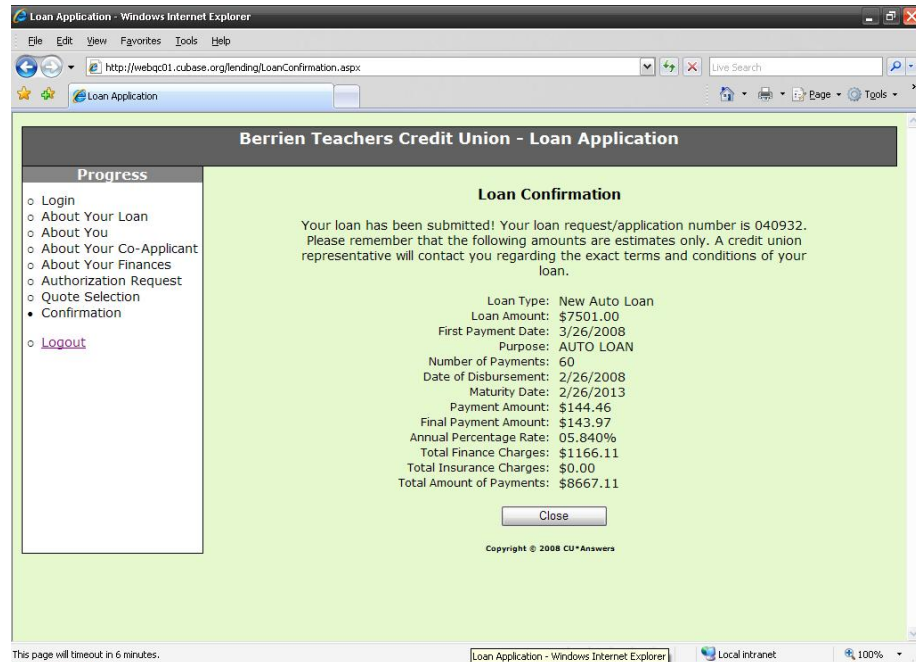 Loan Application - Windows Internet Explorer
File Edit View Favorites Tools Help
http://webqc01.cubase.org/lending/LoanConfirmation.aspx
Live Search
Loan Application
Page
Tools
Berrien Teachers Credit Union - Loan Application
Progress
Login
About Your Loan
About You
About Your Co-Applicant
About Your Finances
Authorization Request
Quote Selection
Confirmation
Logout
Loan Confirmation
Your loan has been submitted! Your loan request/application number is 040932.
Please remember that the following amounts are estimates only. A credit union
representative will contact you regarding the exact terms and conditions of your
loan.
Loan Type: New Auto Loan
Loan Amount: $7501.00
First Payment Date: 3/26/2008
Purpose: AUTO LOAN
Number of Payments: 60
Date of Disbursement: 2/26/2008
Maturity Date: 2/26/2013
Payment Amount: $144.46
Final Payment Amount: $143.97
Annual Percentage Rate: 05.840%
Total Finance Charges: $1166.11
Total Insurance Charges: $0.00
Total Amount of Payments: $8667.11
Close
Copyright © 2008 CU*Answers
This page will timeout in 6 minutes.
Loan Application - Windows Internet Explorer
Local intranet
100%